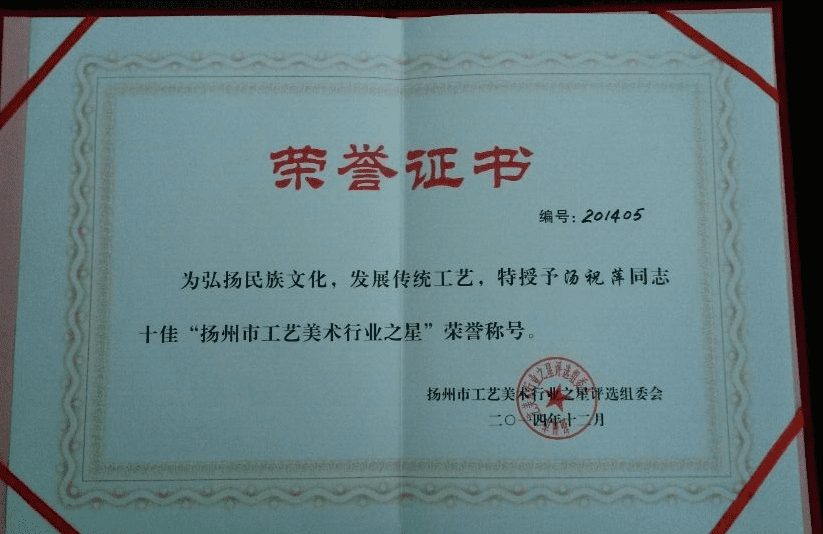 荣誉证书
编号：201405
为弘扬民族文化，发展传统工艺，特授予汤祝萍同志
十佳“扬州市工艺美术行业之星”荣誉称号。
扬州市工艺美术行业之星评选组委会
二〇一四年十二月